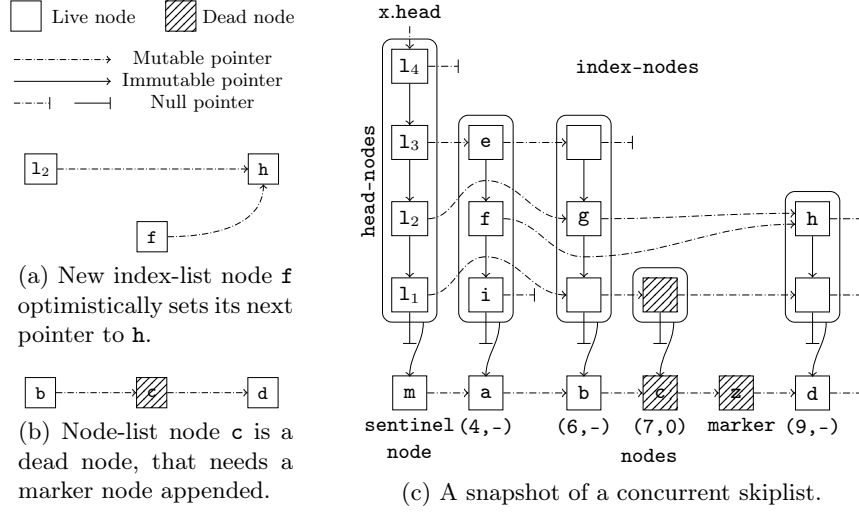 Live node
Dead node
Mutable pointer
Immutable pointer
Null pointer
l₂
h
f
(a) New index-list node f
optimistically sets its next
pointer to h.
b
c
d
(b) Node-list node c is a
dead node, that needs a
marker node appended.
x.head
index-nodes
head-nodes
l₄
l₃
e
l₂
f
g
h
l₁
i
m
a
b
c
z
d
sentinel
node
(4,-)
(6,-)
(7,0)
marker
(9,-)
nodes
(c) A snapshot of a concurrent skiplist.